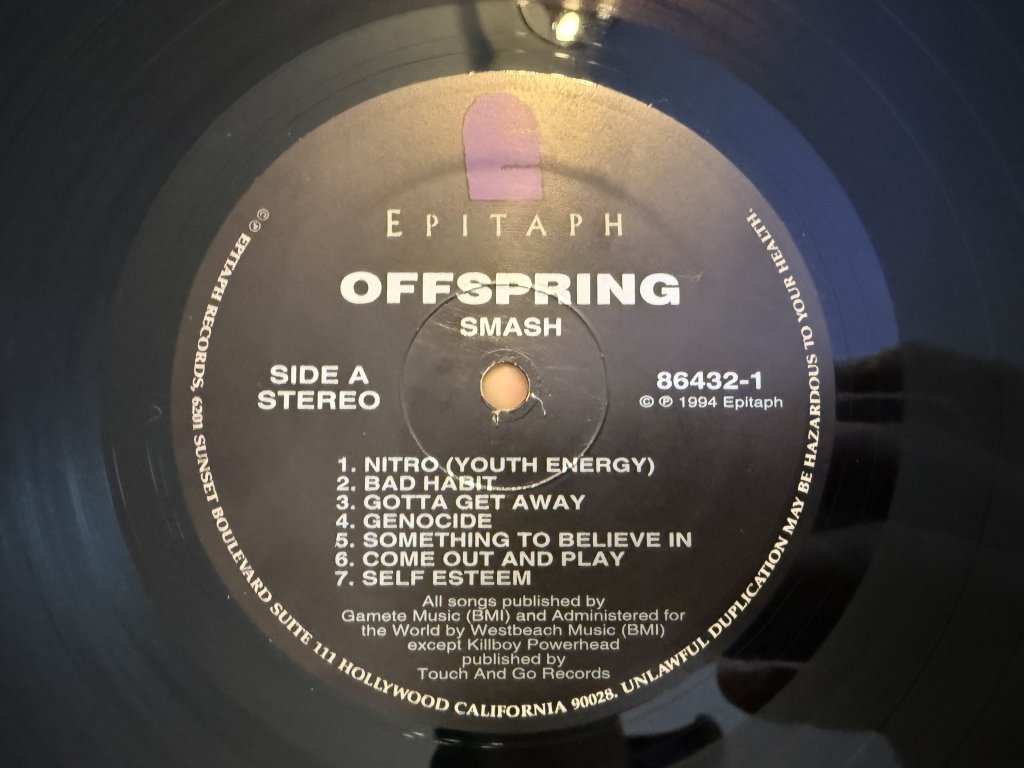 EPITAPH
OFFSPRING
SMASH
SIDE A
STEREO
86432-1
© ℗ 1994 Epitaph
1. NITRO (YOUTH ENERGY)
2. BAD HABIT
3. GOTTA GET AWAY
4. GENOCIDE
5. SOMETHING TO BELIEVE IN
6. COME OUT AND PLAY
7. SELF ESTEEM
All songs published by
Gamete Music (BMI) and Administered for
the World by Westbeach Music (BMI)
except Killboy Powerhead
published by
Touch And Go Records
©℗ EPITAPH RECORDS, 6201 SUNSET BOULEVARD SUITE 111 HOLLYWOOD CALIFORNIA 90028. UNLAWFUL DUPLICATION MAY BE HAZARDOUS TO YOUR HEALTH.